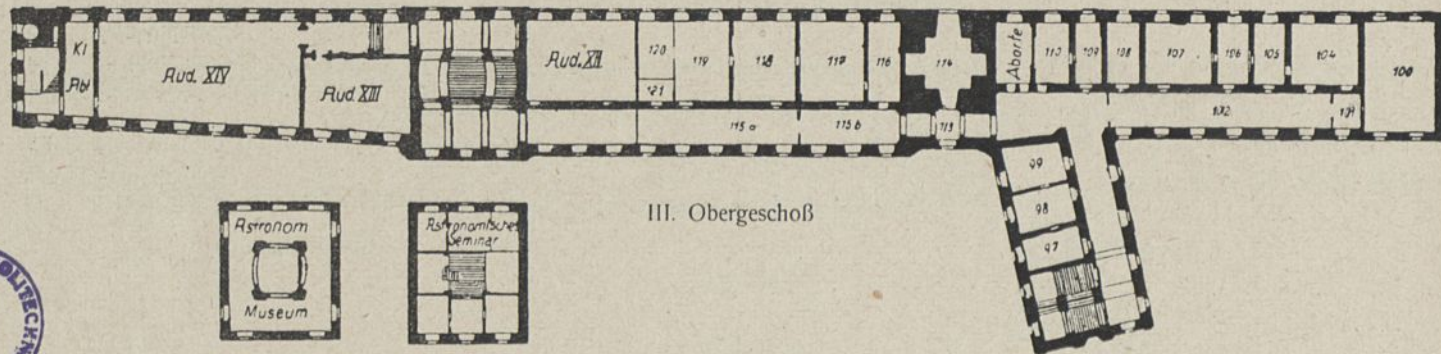 Kl
Abt
Aud. XIV
Aud. XIII
Aud. XII
120
121
119
118
117
116
115 a
115 b
114
113
Aborte
110
109
108
107
106
105
104
100
102
101
99
98
97
III. Obergeschoß
Astronom
Museum
Astronomisches
Seminar